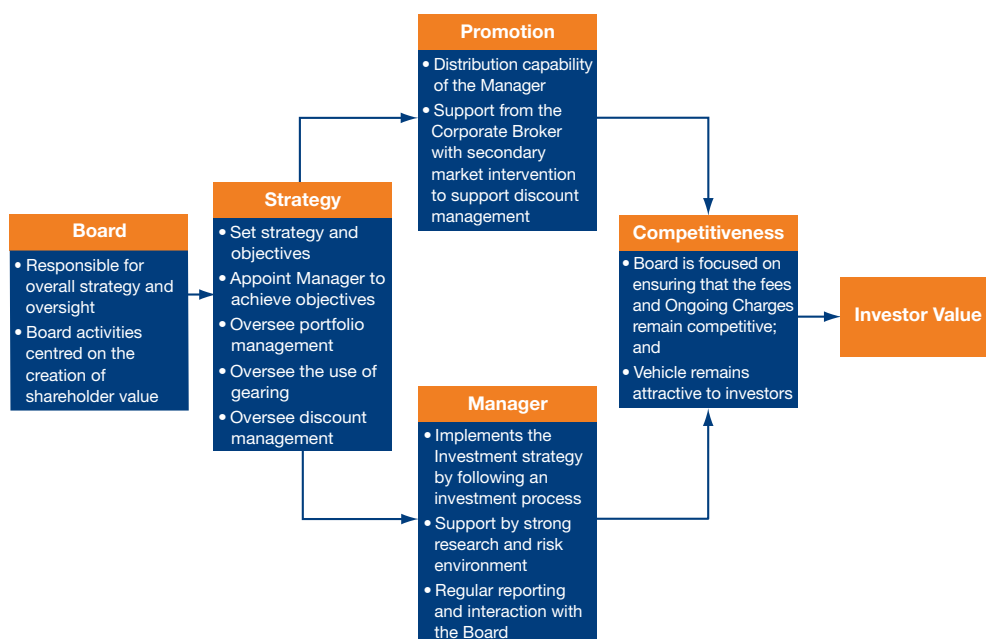 Board
• Responsible for
overall strategy and
oversight
• Board activities
centred on the
creation of
shareholder value
Strategy
• Set strategy and
objectives
• Appoint Manager to
achieve objectives
• Oversee portfolio
management
• Oversee the use of
gearing
• Oversee discount
management
Promotion
• Distribution capability
of the Manager
• Support from the
Corporate Broker
with secondary
market intervention
to support discount
management
Manager
• Implements the
Investment strategy
by following an
investment process
• Support by strong
research and risk
environment
• Regular reporting
and interaction with
the Board
Competitiveness
• Board is focused on
ensuring that the fees
and Ongoing Charges
remain competitive;
and
• Vehicle remains
attractive to investors
Investor Value